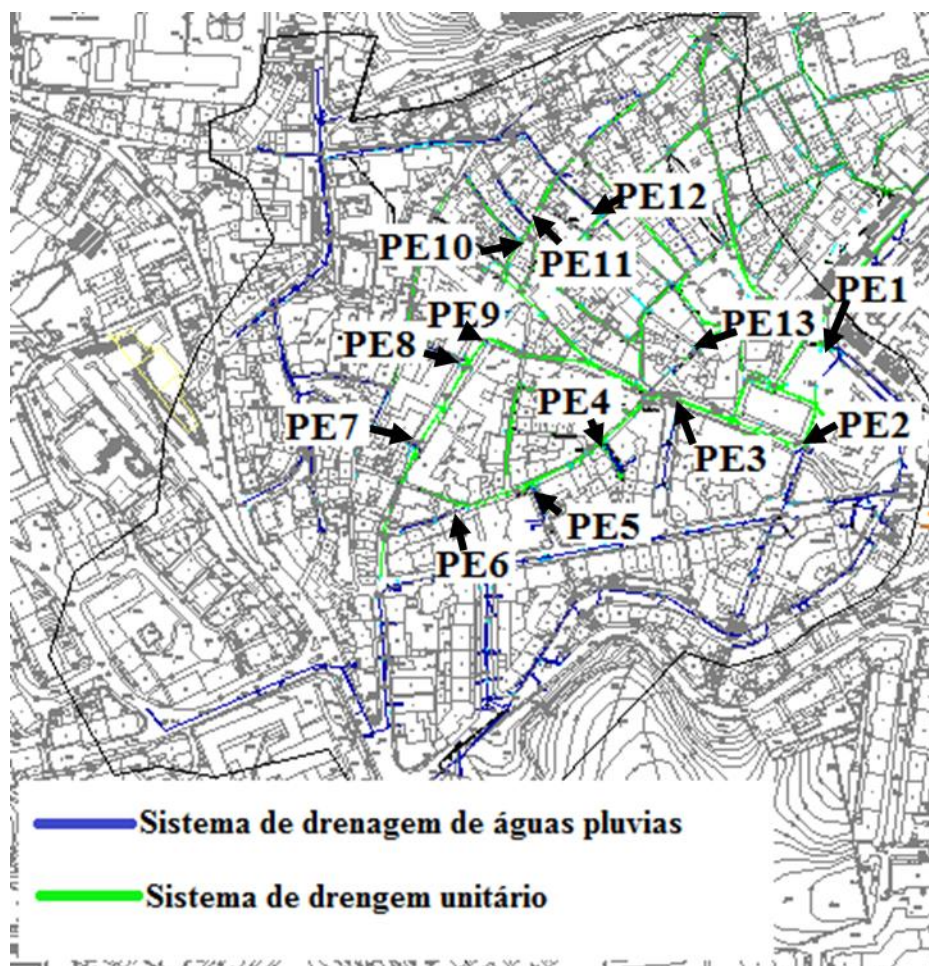 PE12
PE10
PE11
PE1
PE9
PE13
PE8
PE4
PE7
PE2
PE3
PE5
PE6
Sistema de drenagem de águas pluvias
Sistema de drengem unitário